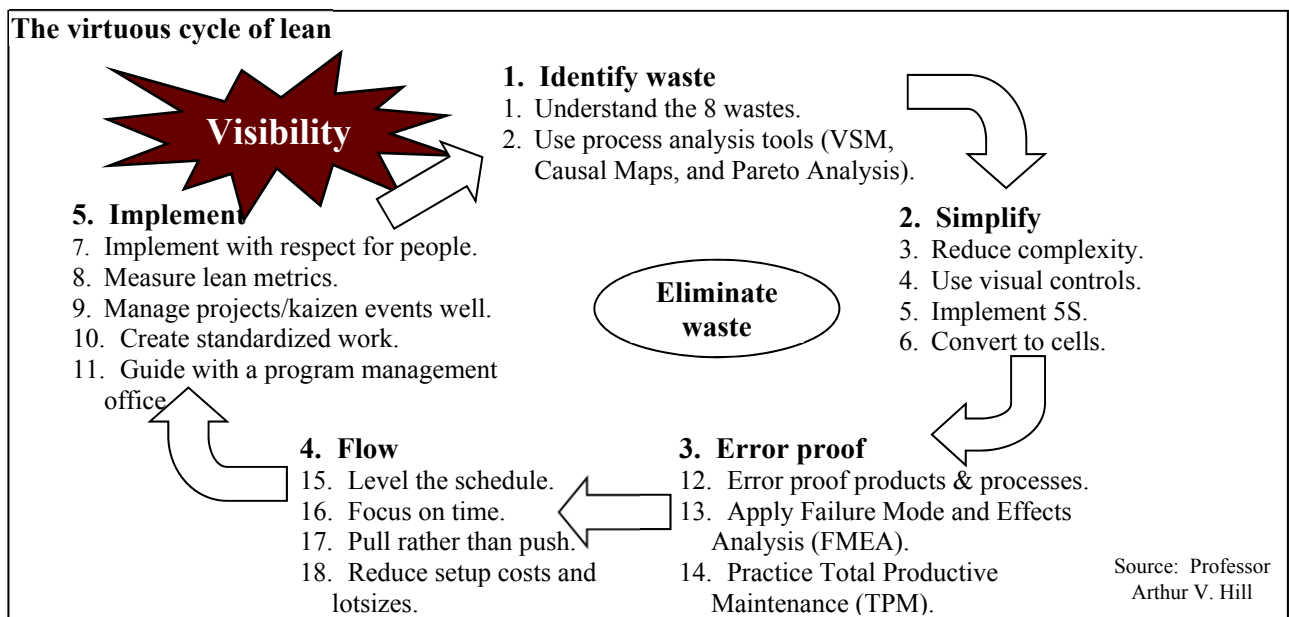 The virtuous cycle of lean
Visibility
1. Identify waste
1. Understand the 8 wastes.
2. Use process analysis tools (VSM,
Causal Maps, and Pareto Analysis).
2. Simplify
3. Reduce complexity.
4. Use visual controls.
5. Implement 5S.
6. Convert to cells.
Eliminate
waste
3. Error proof
12. Error proof products & processes.
13. Apply Failure Mode and Effects
Analysis (FMEA).
14. Practice Total Productive
Maintenance (TPM).
4. Flow
15. Level the schedule.
16. Focus on time.
17. Pull rather than push.
18. Reduce setup costs and
lotsizes.
5. Implement
7. Implement with respect for people.
8. Measure lean metrics.
9. Manage projects/kaizen events well.
10. Create standardized work.
11. Guide with a program management
office
Source: Professor
Arthur V. Hill